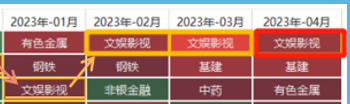 2023年-01月 2023年-02月 2023年-03月 2023年-04月
有色金属 文娱影视 文娱影视 文娱影视
钢铁 钢铁 基建 基建
文娱影视 非银金融 中药 有色金属